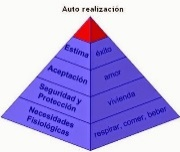 Auto realización
Estima éxito
Aceptación amor
Seguridad y
Protección
vivienda
Necesidades
Fisiológicas
respirar, comer, beber